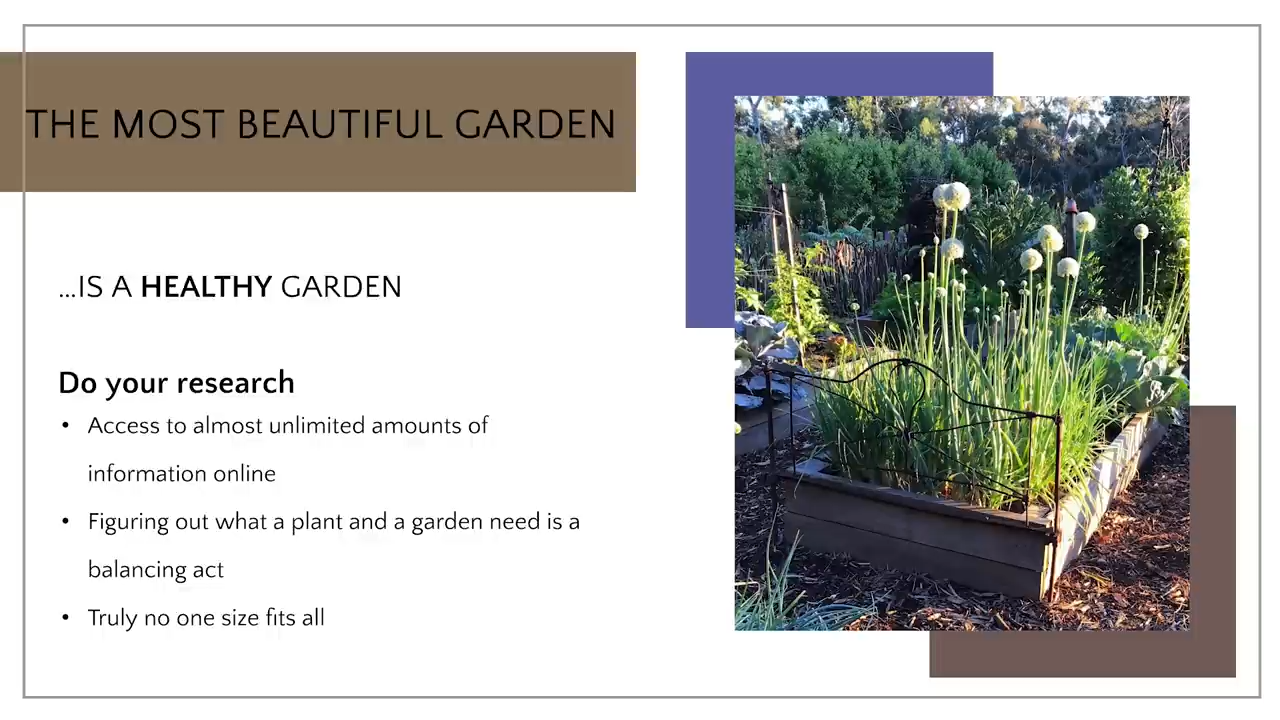 THE MOST BEAUTIFUL GARDEN
...IS A HEALTHY GARDEN
Do your research
• Access to almost unlimited amounts of
information online
• Figuring out what a plant and a garden need is a
balancing act
• Truly no one size fits all